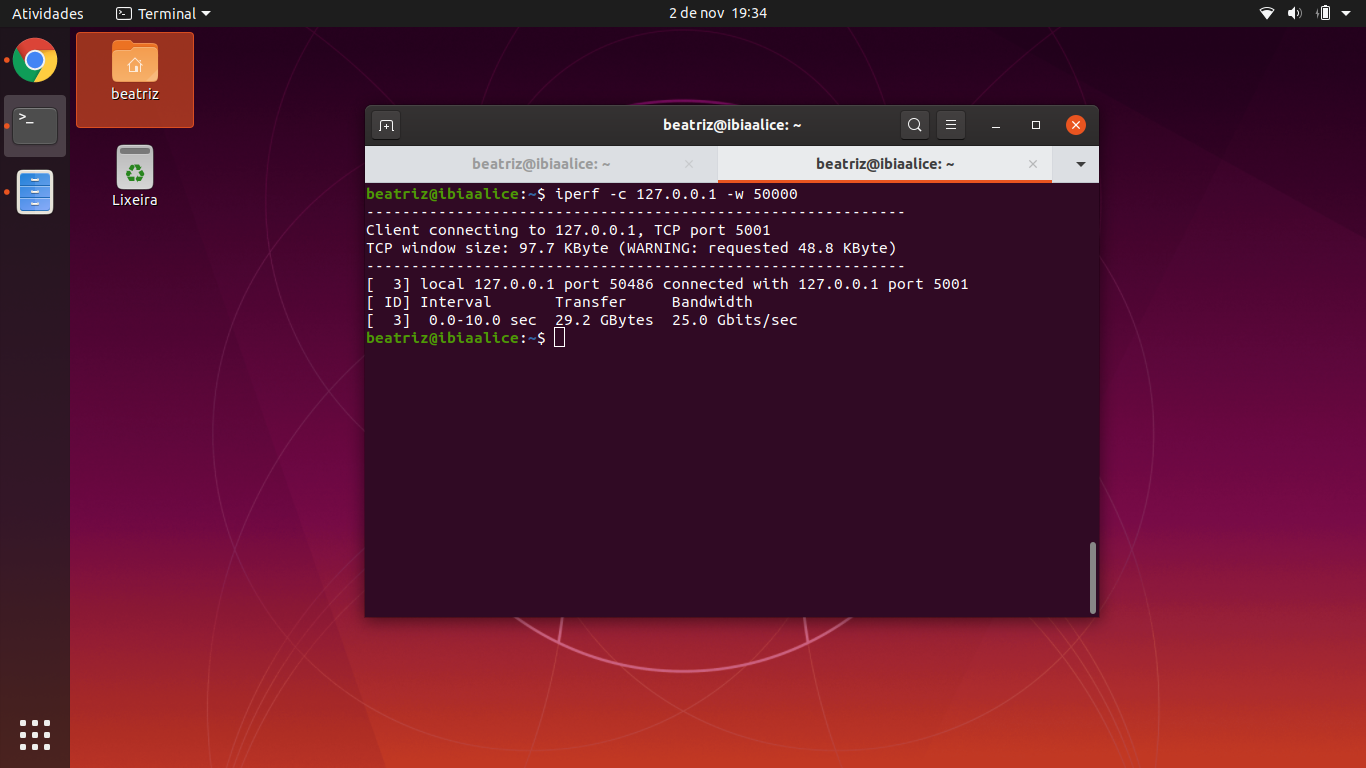 Atividades
Terminal
2 de nov 19:34
beatriz
Lixeira
beatriz@ibiaalice: ~
beatriz@ibiaalice: ~
beatriz@ibiaalice: ~
beatriz@ibiaalice:~$ iperf -c 127.0.0.1 -w 50000
------------------------------------------------------------
Client connecting to 127.0.0.1, TCP port 5001
TCP window size: 97.7 KByte (WARNING: requested 48.8 KByte)
------------------------------------------------------------
[  3] local 127.0.0.1 port 50486 connected with 127.0.0.1 port 5001
[ ID] Interval       Transfer     Bandwidth
[  3]  0.0-10.0 sec  29.2 GBytes  25.0 Gbits/sec
beatriz@ibiaalice:~$